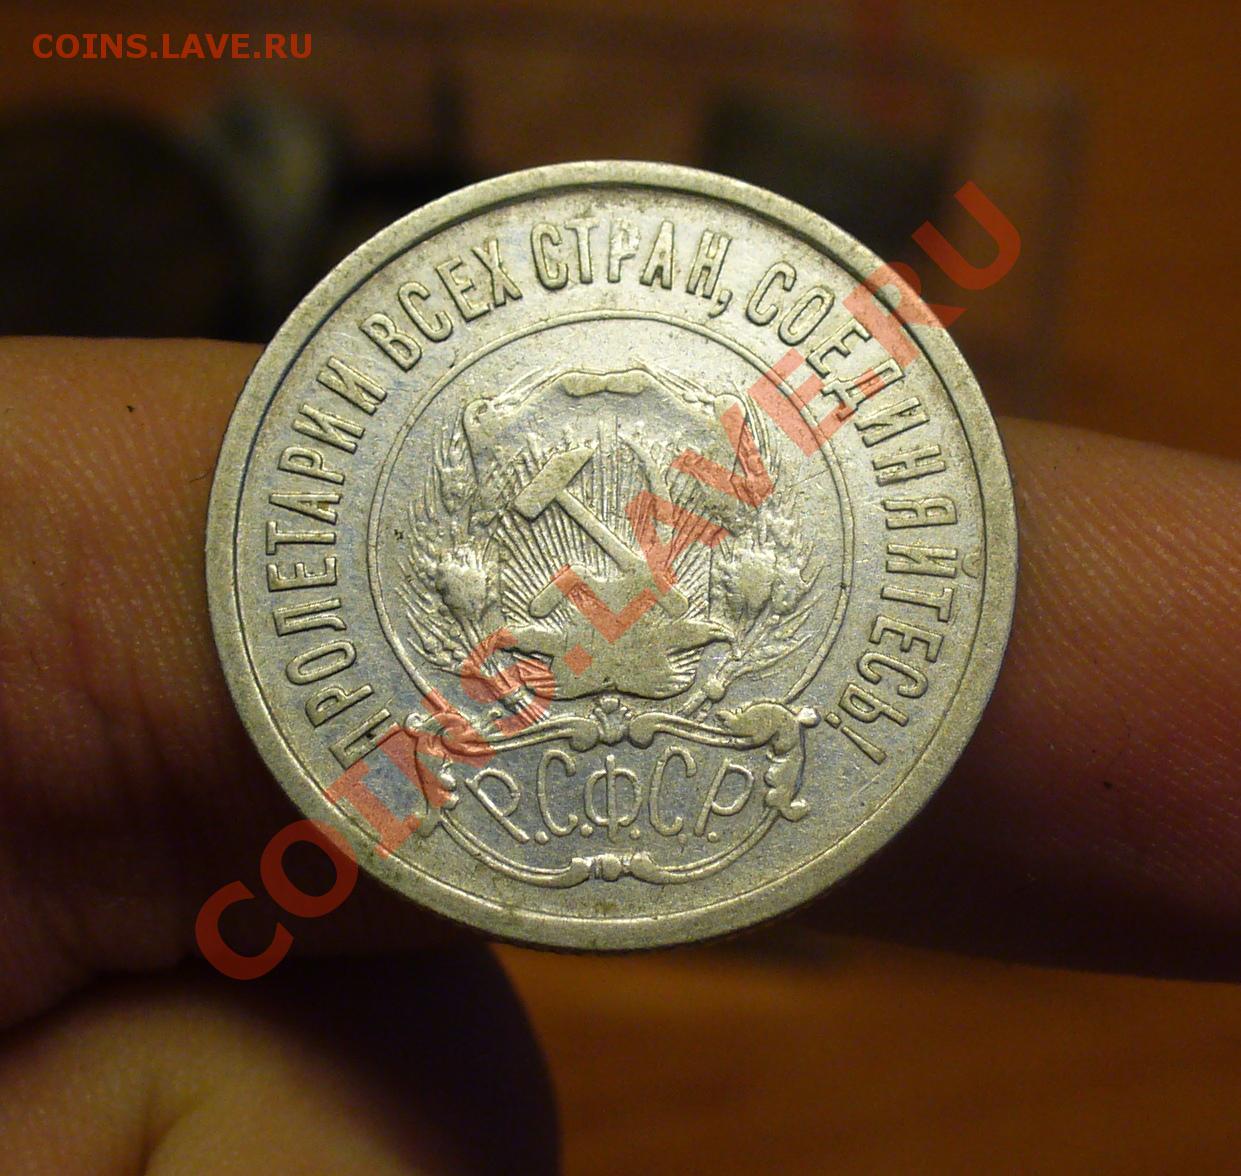 COINS.LAVE.RU
ПРОЛЕТАРИИ ВСЕХ СТРАН, СОЕДИНЯЙТЕСЬ!
Р.С.Ф.С.Р.
COINS.LAVE.RU